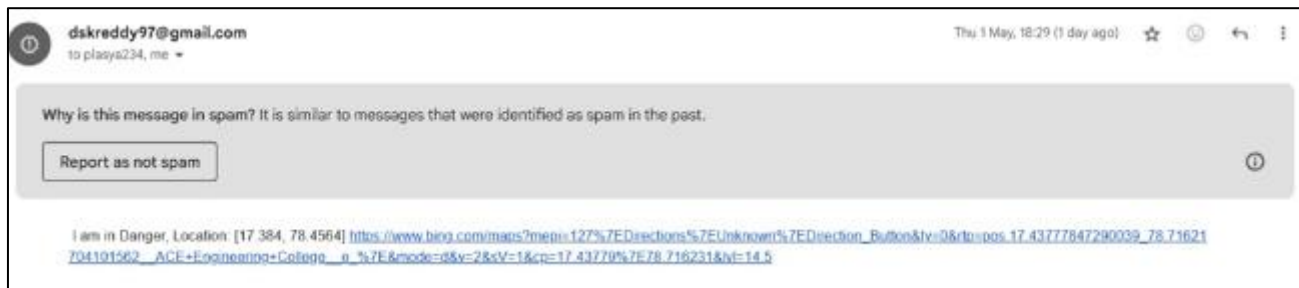 dskreddy97@gmail.com
Thu 1 May, 18:29 (1 day ago)
to plasya234, me
Why is this message in spam? It is similar to messages that were identified as spam in the past.
Report as not spam
I am in Danger, Location: [17.384, 78.4564] https://www.bing.com/maps?mepi=127%7EDirections%7EUnknown%7EDirection_Button&ty=0&rtp=pos.17.43777847290039_78.71621
704101562__ACE+Engineering+College__e_%7E&mode=d&v=2&sV=1&cp=17.43779%7E78.716231&lvl=14.5